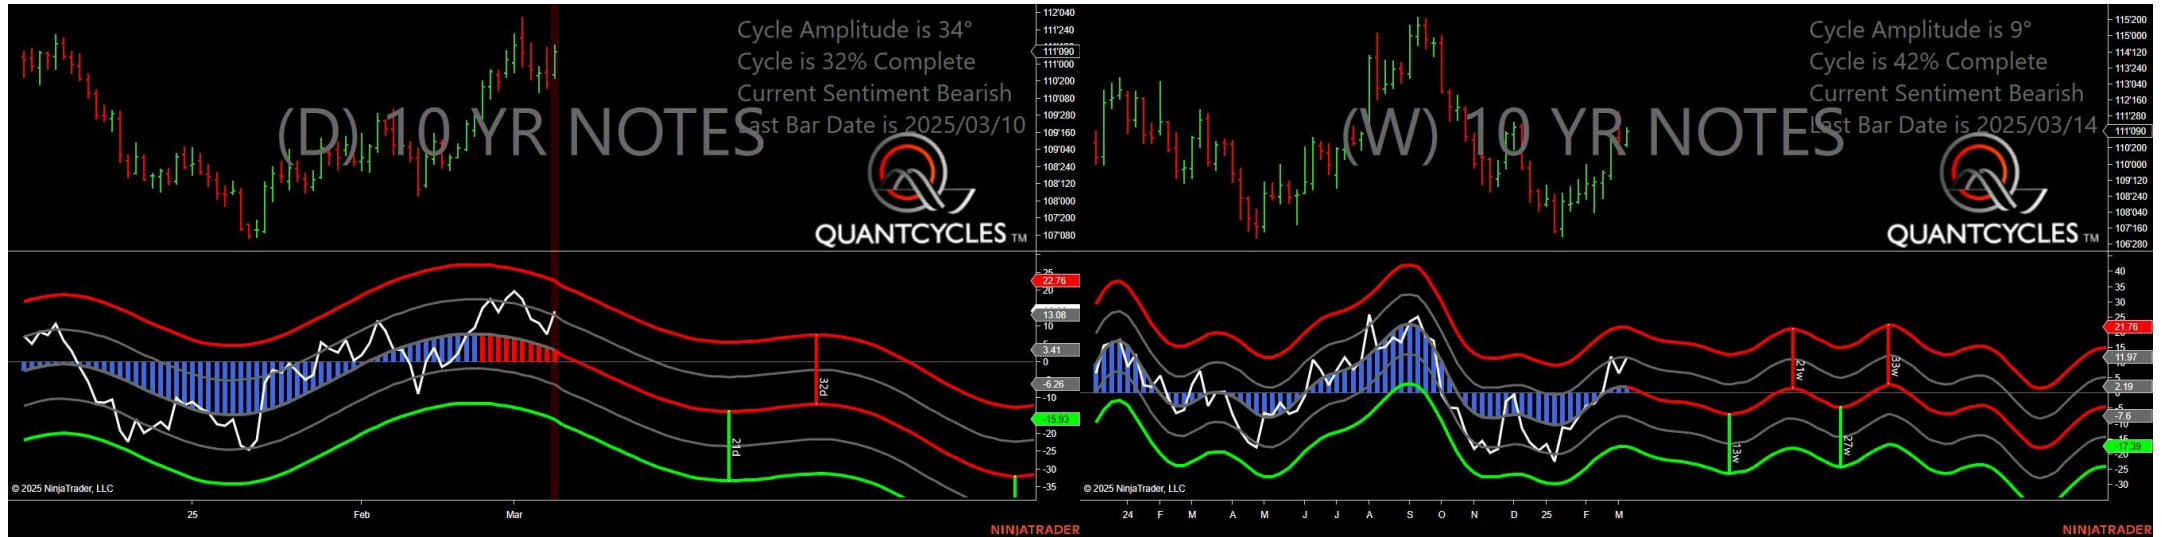 Cycle Amplitude is 34°
Cycle is 32% Complete
Current Sentiment Bearish
Last Bar Date is 2025/03/10
(D) 10 YR NOTES
QUANTCYCLES TM
112'040
111'240
111'090
111'000
110'200
110'080
109'280
109'160
109'040
108'240
108'120
108'000
107'200
107'080
25
22.76
20
13.08
10
3.41
0
-6.26
-10
-15.93
-20
-25
-30
-35
32d
21d
© 2025 NinjaTrader, LLC
25
Feb
Mar
NINJATRADER
Cycle Amplitude is 9°
Cycle is 42% Complete
Current Sentiment Bearish
Last Bar Date is 2025/03/14
(W) 10 YR NOTES
QUANTCYCLES TM
115'200
115'000
114'120
113'240
113'040
112'160
111'280
111'090
110'200
110'000
109'120
108'240
108'040
107'160
106'280
40
35
30
25
21.76
15
11.97
5
2.19
-7.6
-10
-17.39
-20
-25
-30
21w
33w
13w
27w
© 2025 NinjaTrader, LLC
24
F
M
A
M
J
J
A
S
O
N
D
25
F
M
NINJATRADER